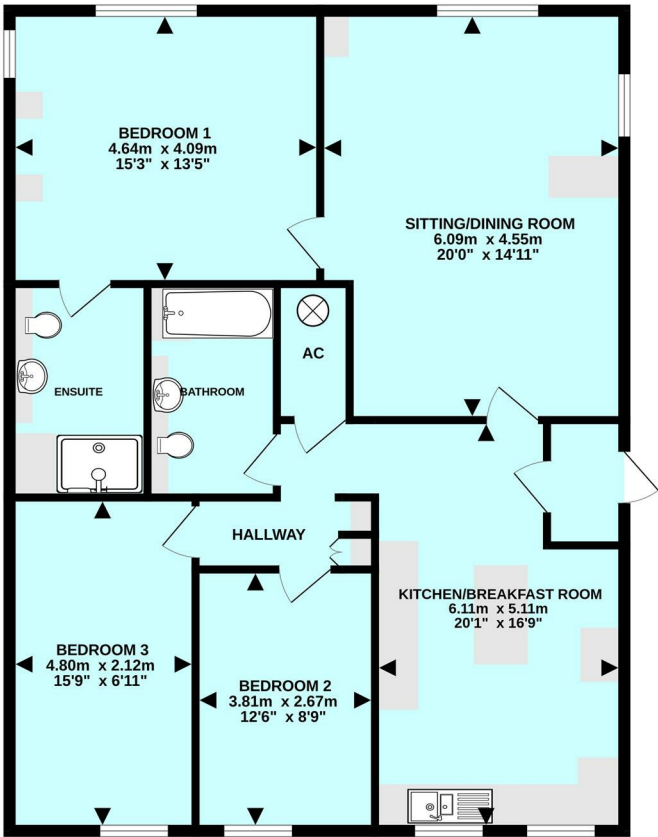 BEDROOM 1
4.64m x 4.09m
15'3" x 13'5"
SITTING/DINING ROOM
6.09m x 4.55m
20'0" x 14'11"
AC
ENSUITE
BATHROOM
HALLWAY
KITCHEN/BREAKFAST ROOM
6.11m x 5.11m
20'1" x 16'9"
BEDROOM 3
4.80m x 2.12m
15'9" x 6'11"
BEDROOM 2
3.81m x 2.67m
12'6" x 8'9"